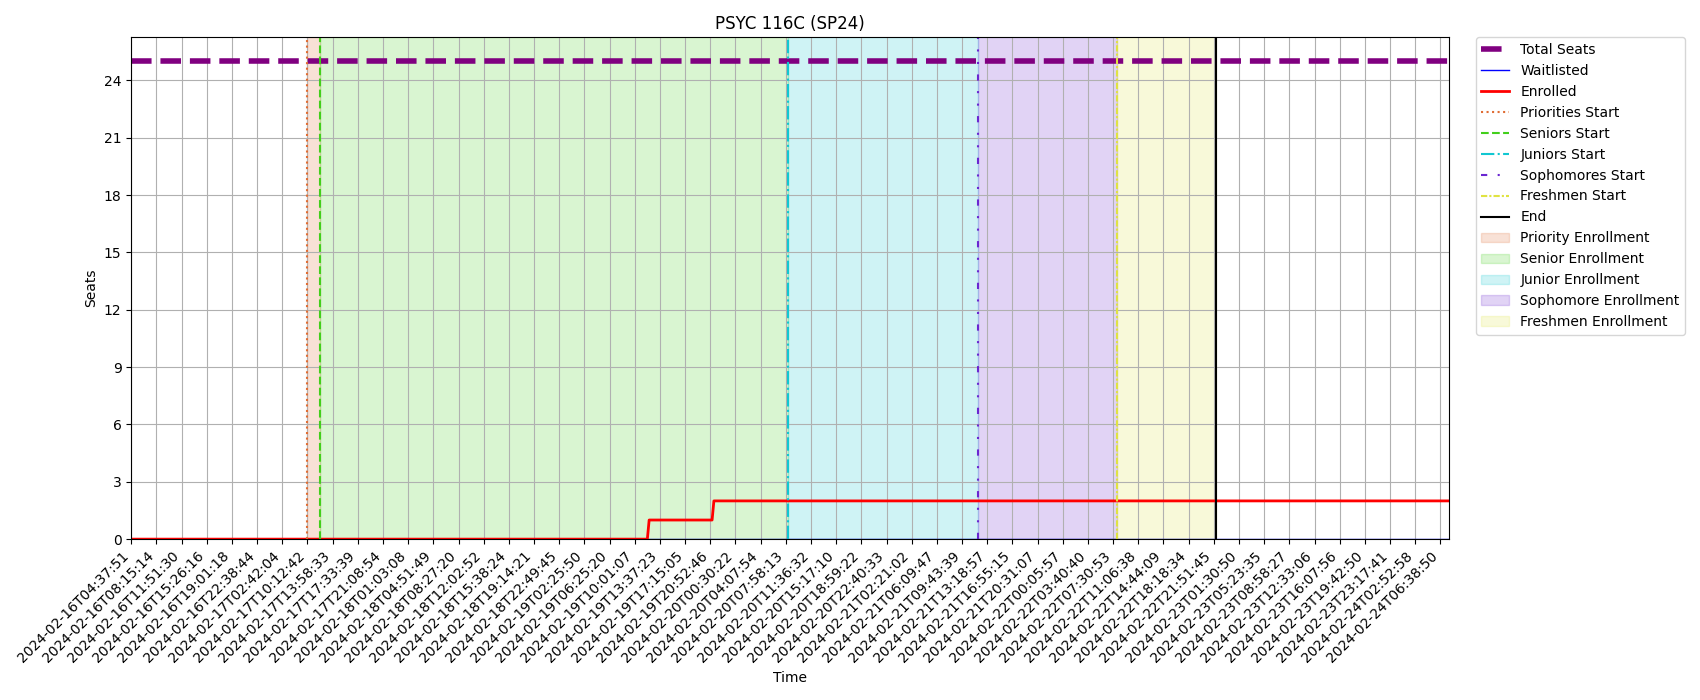 PSYC 116C (SP24)
Seats
24
21
18
15
12
9
6
3
0
2024-02-16T04:37:51
2024-02-16T08:15:14
2024-02-16T11:51:30
2024-02-16T15:26:16
2024-02-16T19:01:18
2024-02-16T22:38:44
2024-02-17T02:42:04
2024-02-17T10:12:42
2024-02-17T13:58:33
2024-02-17T17:33:39
2024-02-17T21:08:54
2024-02-18T01:03:08
2024-02-18T04:51:49
2024-02-18T08:27:20
2024-02-18T12:02:52
2024-02-18T15:38:24
2024-02-18T19:14:21
2024-02-18T22:49:45
2024-02-19T02:25:50
2024-02-19T06:25:20
2024-02-19T10:01:07
2024-02-19T13:37:23
2024-02-19T17:15:05
2024-02-19T20:52:46
2024-02-20T00:30:22
2024-02-20T04:07:54
2024-02-20T07:58:13
2024-02-20T11:36:32
2024-02-20T15:17:10
2024-02-20T18:59:22
2024-02-20T22:40:33
2024-02-21T02:21:02
2024-02-21T06:09:47
2024-02-21T09:43:39
2024-02-21T13:18:57
2024-02-21T16:55:15
2024-02-21T20:31:07
2024-02-22T00:05:57
2024-02-22T03:40:40
2024-02-22T07:30:53
2024-02-22T11:06:38
2024-02-22T14:44:09
2024-02-22T18:18:34
2024-02-22T21:51:45
2024-02-23T01:30:50
2024-02-23T05:23:35
2024-02-23T08:58:27
2024-02-23T12:33:06
2024-02-23T16:07:56
2024-02-23T19:42:50
2024-02-23T23:17:41
2024-02-24T02:52:58
2024-02-24T06:38:50
Time
Total Seats
Waitlisted
Enrolled
Priorities Start
Seniors Start
Juniors Start
Sophomores Start
Freshmen Start
End
Priority Enrollment
Senior Enrollment
Junior Enrollment
Sophomore Enrollment
Freshmen Enrollment